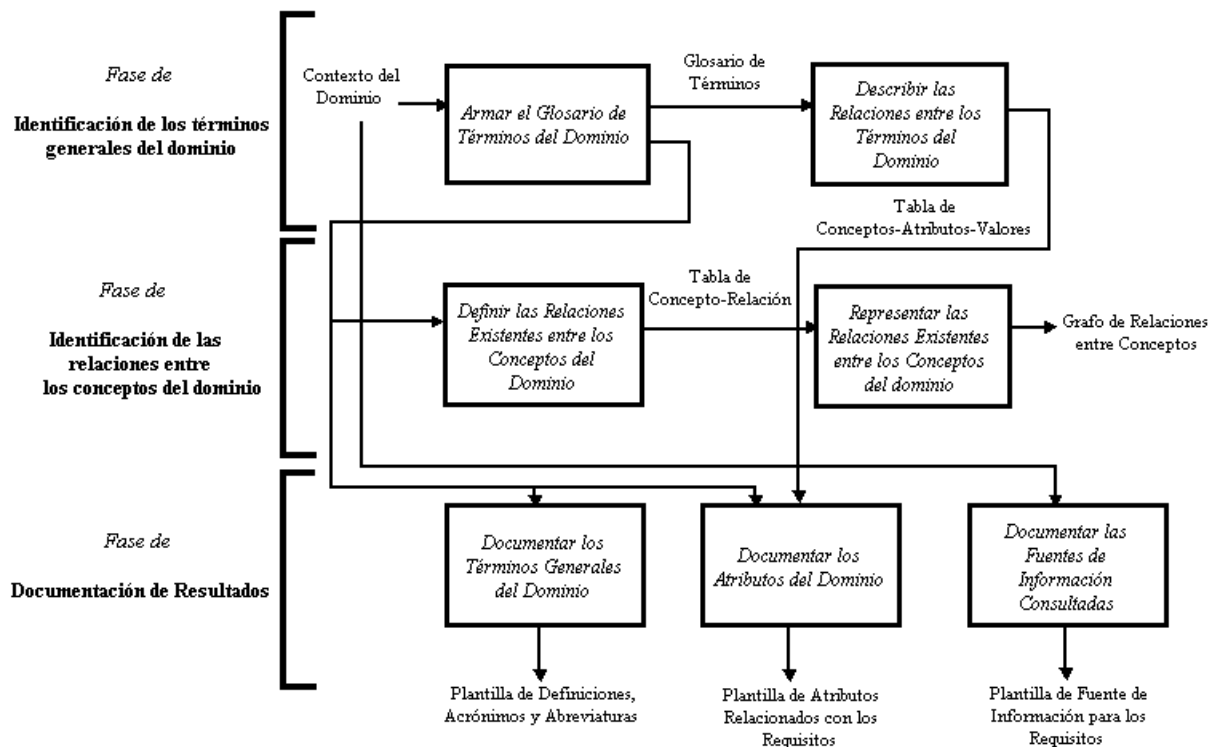 Fase de
Identificación de los términos
generales del dominio
Contexto del
Dominio
Armar el Glosario de
Términos del Dominio
Glosario de
Términos
Describir las
Relaciones entre los
Términos del
Dominio
Tabla de
Conceptos-Atributos-Valores
Fase de
Identificación de las
relaciones entre
los conceptos del dominio
Definir las Relaciones
Existentes entre los
Conceptos del
Dominio
Tabla de
Concepto-Relación
Representar las
Relaciones Existentes
entre los Conceptos
del dominio
Grafo de Relaciones
entre Conceptos
Fase de
Documentación de Resultados
Documentar los
Términos Generales
del Dominio
Documentar los
Atributos del Dominio
Documentar las
Fuentes de
Información
Consultadas
Plantilla de Definiciones,
Acrónimos y Abreviaturas
Plantilla de Atributos
Relacionados con los
Requisitos
Plantilla de Fuente de
Información para los
Requisitos